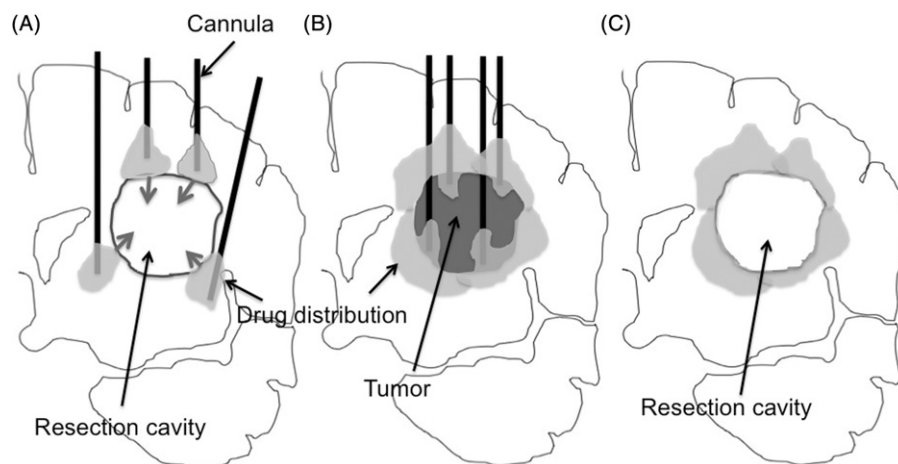 (A)
Cannula
(B)
(C)
Drug distribution
Resection cavity
Tumor
Resection cavity